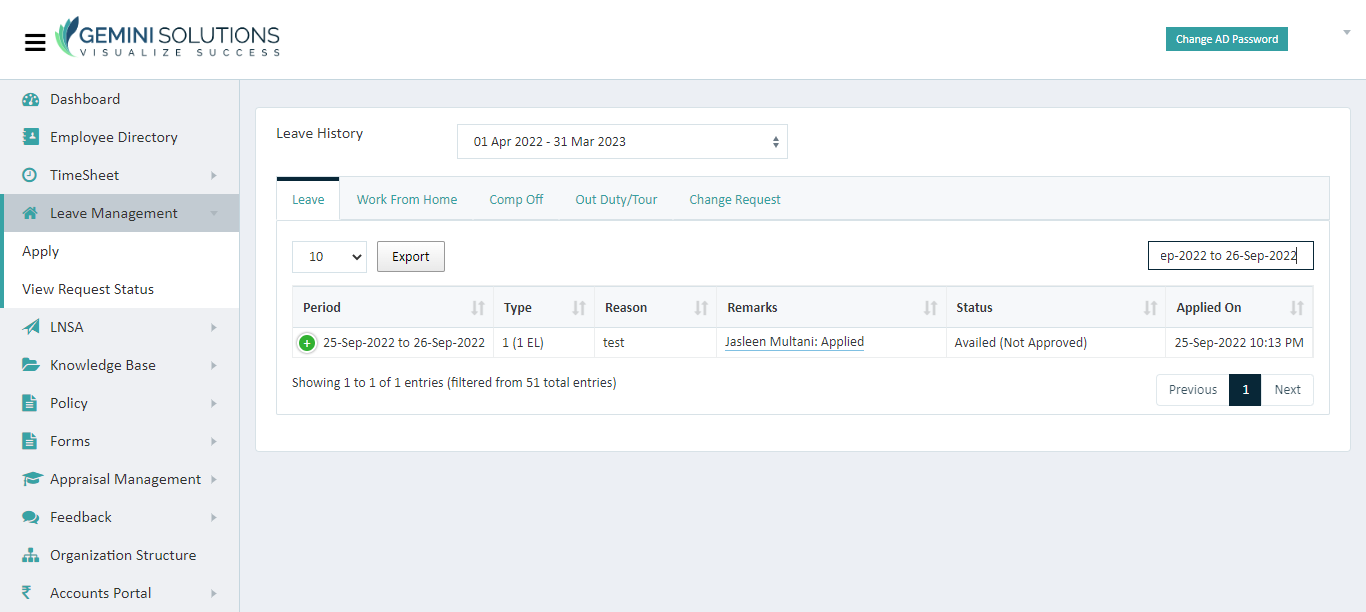 GEMINI SOLUTIONS
VISUALIZE SUCCESS
Change AD Password
Dashboard
Employee Directory
TimeSheet
Leave Management
Apply
View Request Status
LNSA
Knowledge Base
Policy
Forms
Appraisal Management
Feedback
Organization Structure
Accounts Portal
Leave History
01 Apr 2022 - 31 Mar 2023
Leave Work From Home Comp Off Out Duty/Tour Change Request
10 Export ep-2022 to 26-Sep-2022
Period Type Reason Remarks Status Applied On
25-Sep-2022 to 26-Sep-2022 1 (1 EL) test Jasleen Multani: Applied Availed (Not Approved) 25-Sep-2022 10:13 PM
Showing 1 to 1 of 1 entries (filtered from 51 total entries)
Previous 1 Next